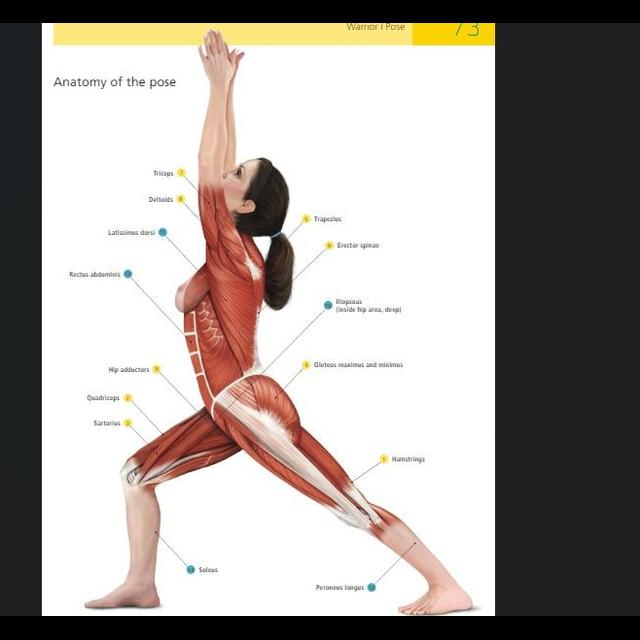 Warrior I Pose
73
Anatomy of the pose
Triceps
Deltoids
Latissimus dorsi
Rectus abdominis
Trapezius
Erector spinae
Iliopsoas
(inside hip area, deep)
Hip adductors
Gluteus maximus and minimus
Quadriceps
Sartorius
Hamstrings
Soleus
Peroneus longus